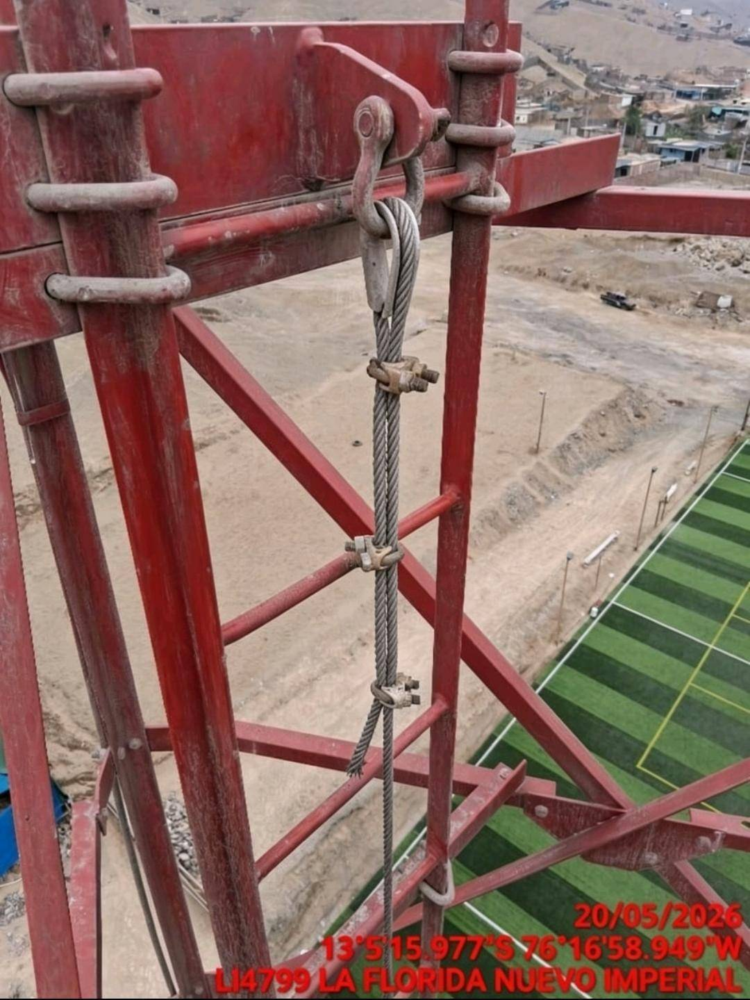 20/05/2026
13°5'15.977"S 76°16'58.949"W
LI4799 LA FLORIDA NUEVO IMPERIAL